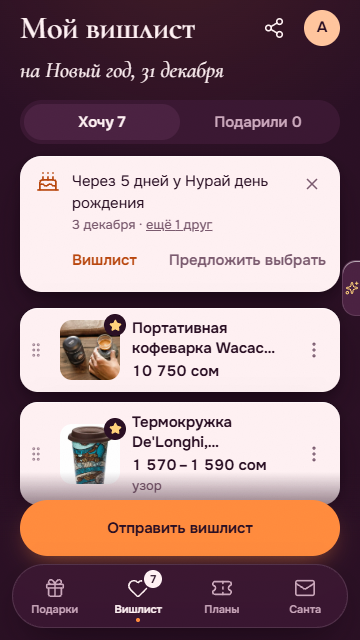 Мой вишлист
А
на Новый год, 31 декабря
Хочу 7
Подарили 0
Через 5 дней у Нурай день
рождения
3 декабря · ещё 1 друг
Вишлист
Предложить выбрать
Портативная
кофеварка Wacac...
10 750 сом
Термокружка
De'Longhi,...
1 570 – 1 590 сом
узор
Отправить вишлист
7
Подарки
Вишлист
Планы
Санта